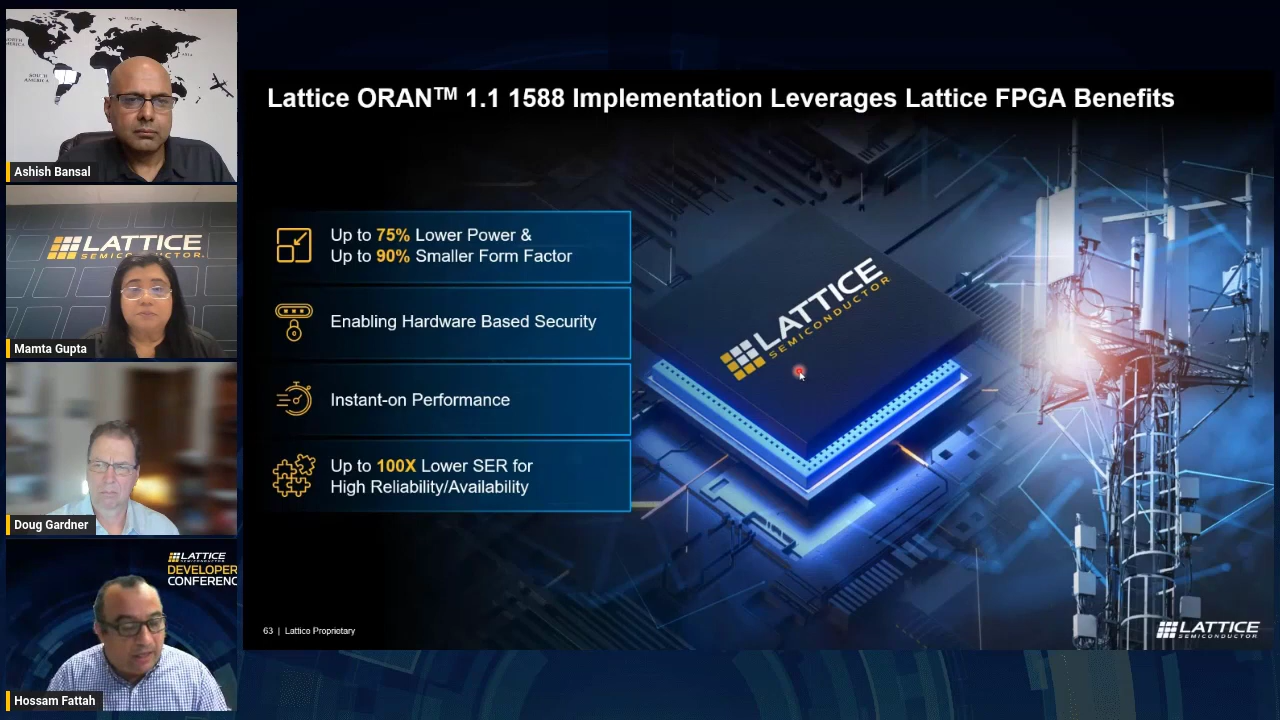 Lattice ORAN™ 1.1 1588 Implementation Leverages Lattice FPGA Benefits
Up to 75% Lower Power &
Up to 90% Smaller Form Factor
Enabling Hardware Based Security
Instant-on Performance
Up to 100X Lower SER for
High Reliability/Availability
LATTICE
SEMICONDUCTOR
63 | Lattice Proprietary
LATTICE
SEMICONDUCTOR
Ashish Bansal
LATTICE
SEMICONDUCTOR
Mamta Gupta
Doug Gardner
LATTICE
DEVELOPER
CONFERENC
Hossam Fattah